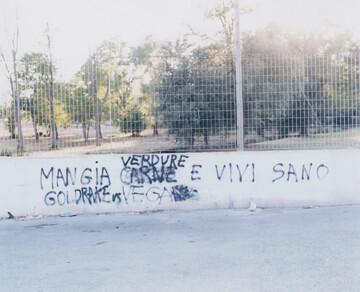 VERDURE
MANGIA CARNE E VIVI SANO
GOLDRAKE vs VEGA